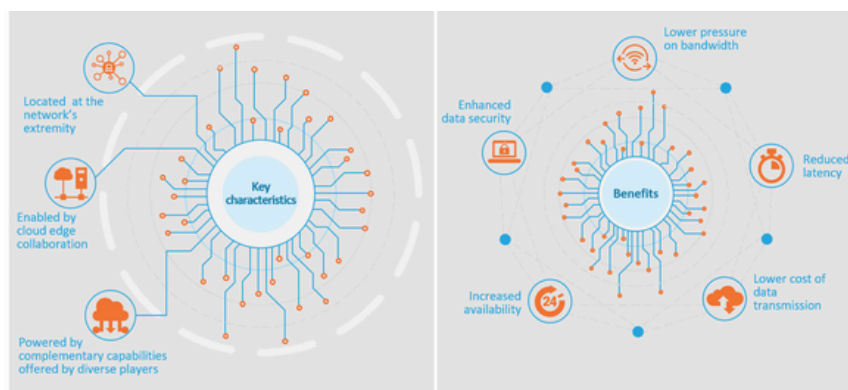 Key
characteristics
Located at the
network's
extremity
Enabled by
cloud edge
collaboration
Powered by
complementary capabilities
offered by diverse players
Benefits
Lower pressure
on bandwidth
Enhanced
data security
Reduced
latency
Increased
availability
24
Lower cost of
data
transmission